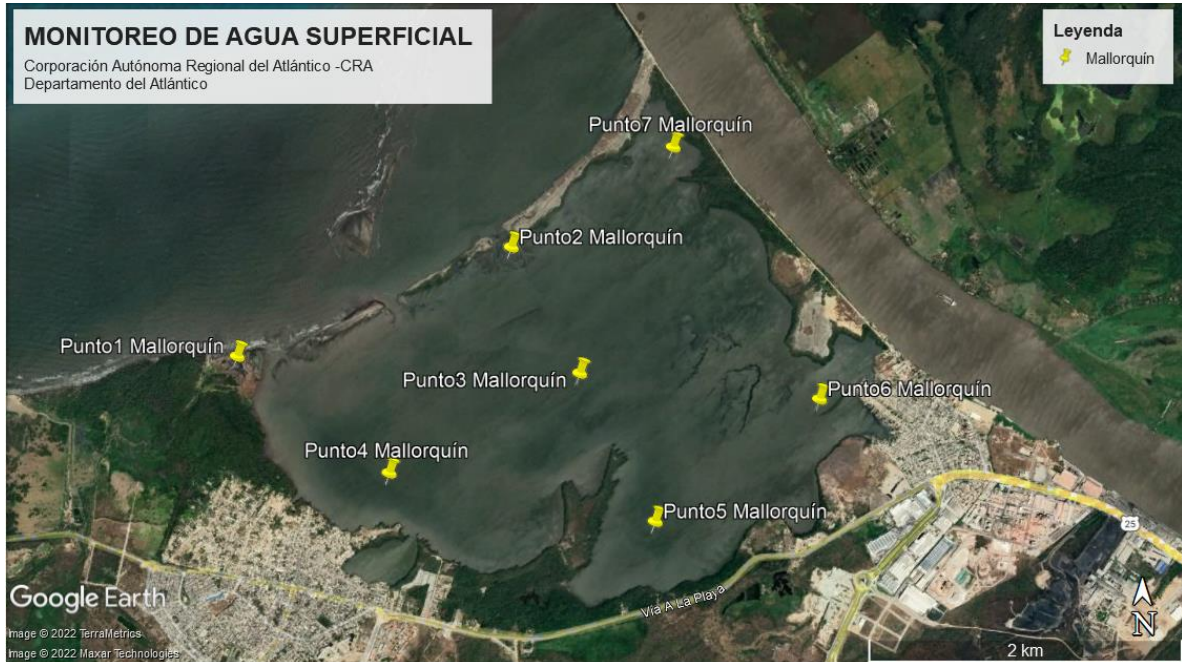 MONITOREO DE AGUA SUPERFICIAL
Corporación Autónoma Regional del Atlántico -CRA
Departamento del Atlántico
Leyenda
Mallorquín
Punto7 Mallorquín
Punto2 Mallorquín
Punto1 Mallorquín
Punto3 Mallorquín
Punto6 Mallorquín
Punto4 Mallorquín
Punto5 Mallorquín
25
Vía A La Playa
Google Earth
Image © 2022 TerraMetrics
Image © 2022 Maxar Technologies
N
2 km